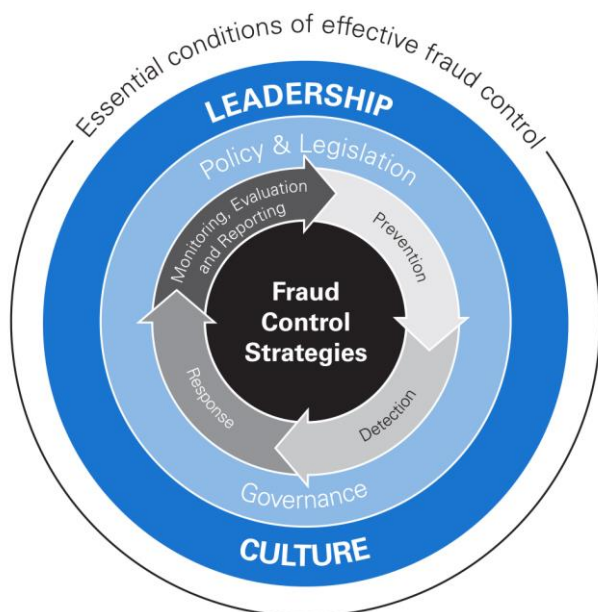 Essential conditions of effective fraud control
LEADERSHIP
Policy & Legislation
Monitoring, Evaluation
and Reporting
Prevention
Fraud
Control
Strategies
Response
Detection
Governance
CULTURE